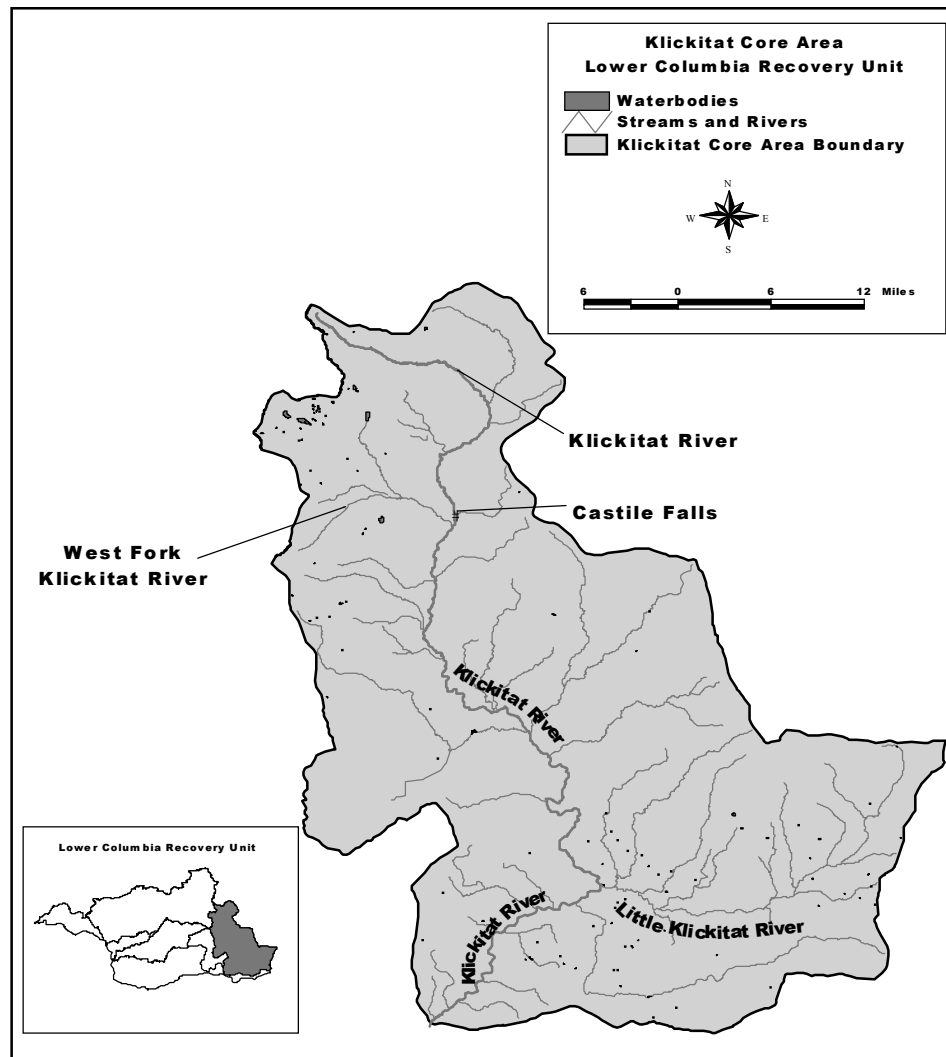 Klickitat Core Area
Lower Columbia Recovery Unit
Waterbodies
Streams and Rivers
Klickitat Core Area Boundary
N
W
E
S
6 0 6 12 Miles
Klickitat River
Castile Falls
West Fork
Klickitat River
Klickitat River
Klickitat River
Little Klickitat River
Lower Columbia Recovery Unit